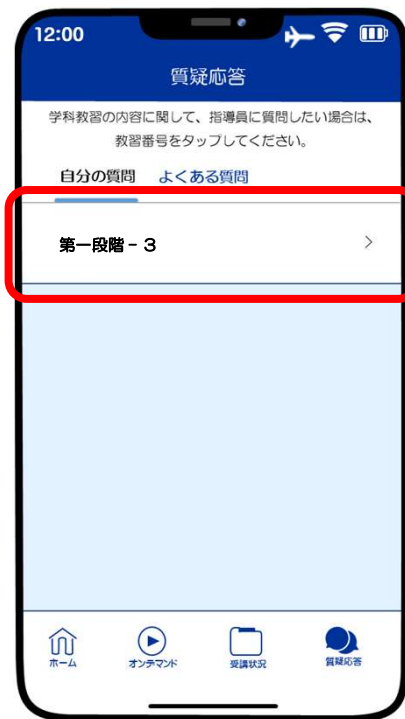 12:00
質疑応答
学科教習の内容に関して、指導員に質問したい場合は、
教習番号をタップしてください。
自分の質問 よくある質問
第一段階－３
ホーム オンデマンド 受講状況 質疑応答